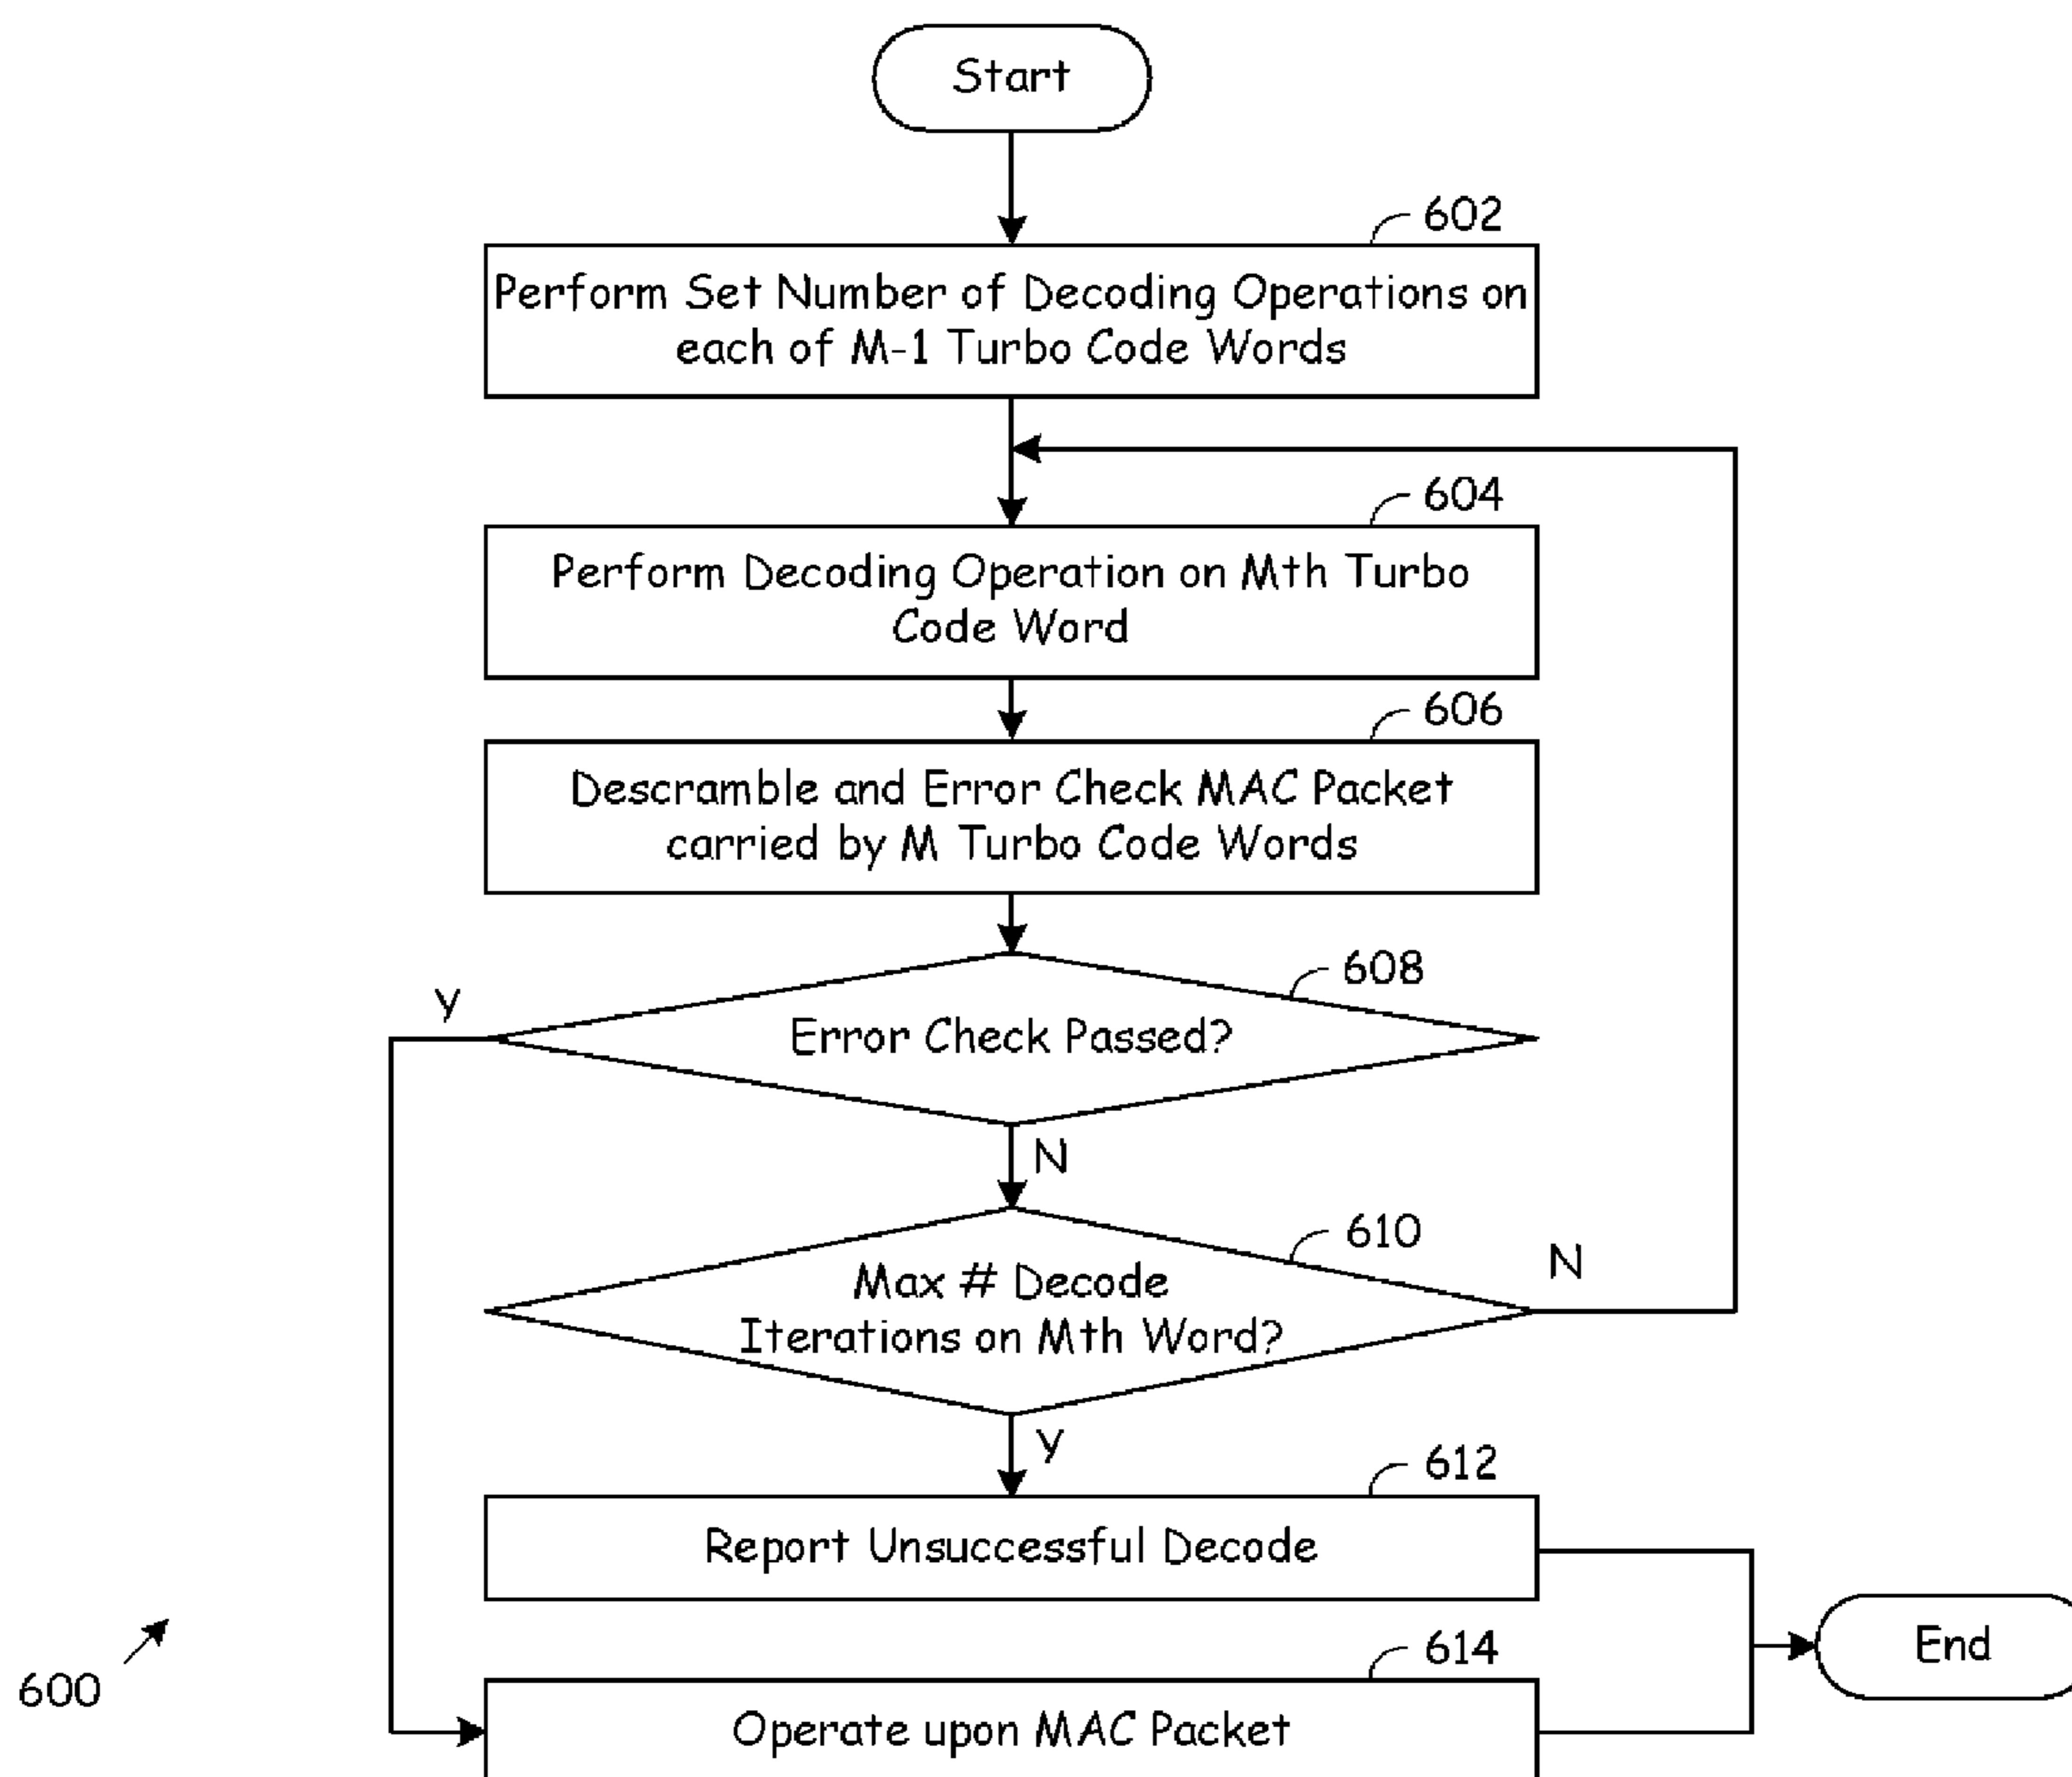 Start
602
Perform Set Number of Decoding Operations on
each of M-1 Turbo Code Words
604
Perform Decoding Operation on Mth Turbo
Code Word
606
Descramble and Error Check MAC Packet
carried by M Turbo Code Words
608
Y
Error Check Passed?
N
610
N
Max # Decode
Iterations on Mth Word?
Y
612
Report Unsuccessful Decode
614
End
600
Operate upon MAC Packet